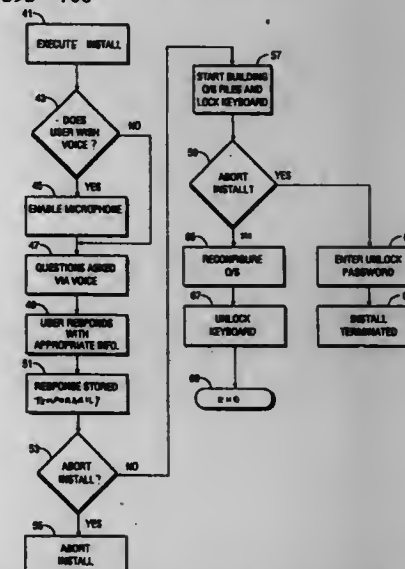 41
EXECUTE INSTALL
43
DOES
USER WISH
VOICE ?
NO
YES
45
ENABLE MICROPHONE
47
QUESTIONS ASKED
VIA VOICE
USER RESPONDS
WITH
APPROPRIATE INFO.
51
RESPONSE STORED
53
ABORT
INSTALL?
NO
YES
55
ABORT
INSTALL
57
START BUILDING
O/S FILES AND
LOCK KEYBOARD
ABORT
INSTALL?
YES
RECONFIGURE
O/S
67
UNLOCK
KEYBOARD
ENTER UNLOCK
PASSWORD
INSTALL
TERMINATED